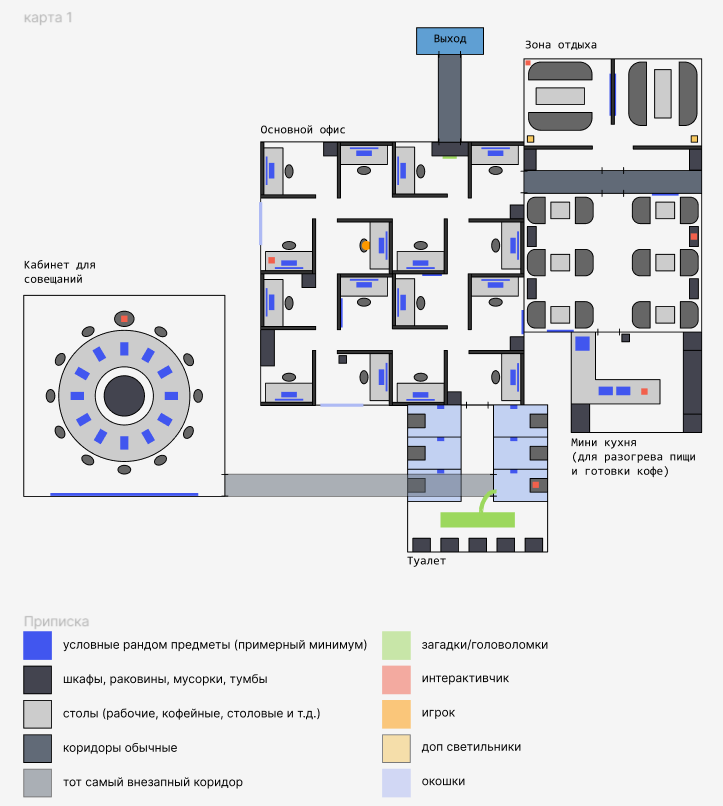 карта 1
Выход
Зона отдыха
Основной офис
Кабинет для
совещаний
Мини кухня
(для разогрева пищи
и готовки кофе)
Туалет
Приписка
условные рандом предметы (примерный минимум)
шкафы, раковины, мусорки, тумбы
столы (рабочие, кофейные, столовые и т.д.)
коридоры обычные
тот самый внезапный коридор
загадки/головоломки
интерактивчик
игрок
доп светильники
окошки